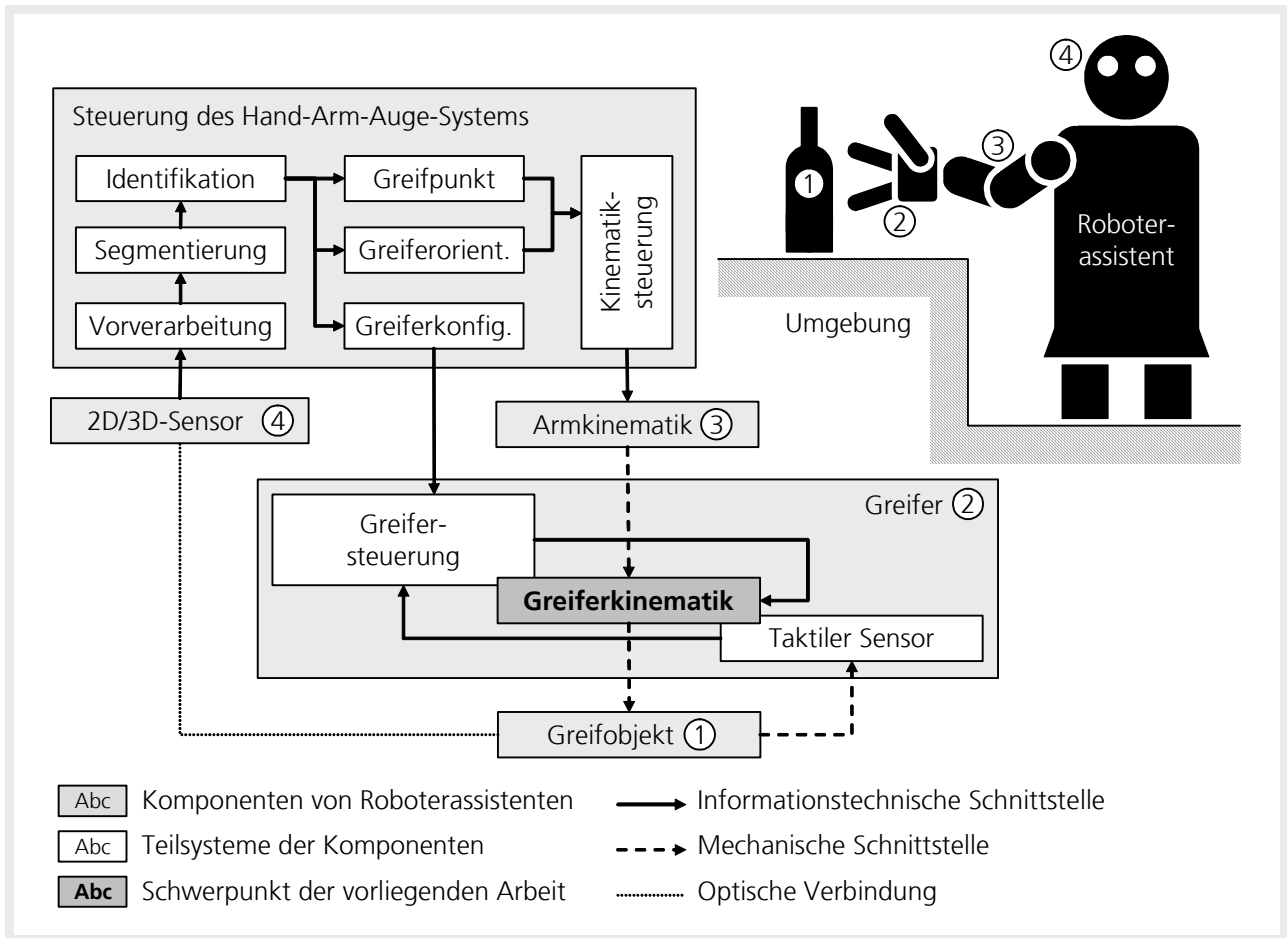 Steuerung des Hand-Arm-Auge-Systems
Identifikation
Greifpunkt
Kinematik-
steuerung
Segmentierung
Greiferorient.
Vorverarbeitung
Greiferkonfig.
2D/3D-Sensor 4
Armkinematik 3
4
3
1
2
Roboter-
assistent
Umgebung
Greifer 2
Greifer-
steuerung
Greiferkinematik
Taktiler Sensor
Greifobjekt 1
Abc Komponenten von Roboterassistenten
Abc Teilsysteme der Komponenten
Abc Schwerpunkt der vorliegenden Arbeit
Informationstechnische Schnittstelle
Mechanische Schnittstelle
Optische Verbindung